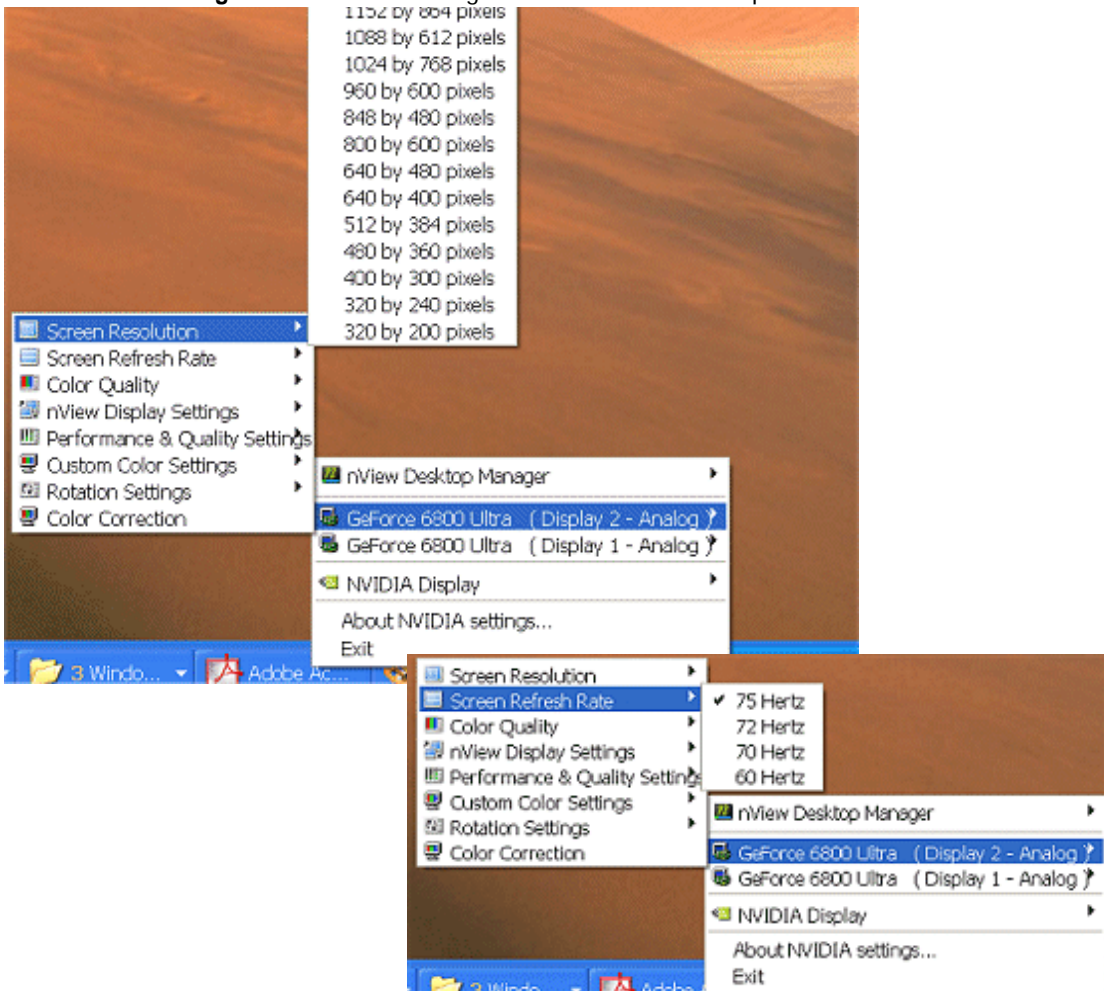 1152 by 864 pixels
1088 by 612 pixels
1024 by 768 pixels
960 by 600 pixels
848 by 480 pixels
800 by 600 pixels
640 by 480 pixels
640 by 400 pixels
512 by 384 pixels
480 by 360 pixels
400 by 300 pixels
320 by 240 pixels
320 by 200 pixels
Screen Resolution
Screen Refresh Rate
Color Quality
nView Display Settings
Performance & Quality Settings
Custom Color Settings
Rotation Settings
Color Correction
nView Desktop Manager
GeForce 6800 Ultra ( Display 2 - Analog )
GeForce 6800 Ultra ( Display 1 - Analog )
NVIDIA Display
About NVIDIA settings...
Exit
3 Windo...
Adobe Ac...
Screen Resolution
Screen Refresh Rate
Color Quality
nView Display Settings
Performance & Quality Settings
Custom Color Settings
Rotation Settings
Color Correction
75 Hertz
72 Hertz
70 Hertz
60 Hertz
nView Desktop Manager
GeForce 6800 Ultra ( Display 2 - Analog )
GeForce 6800 Ultra ( Display 1 - Analog )
NVIDIA Display
About NVIDIA settings...
Exit
3 Windo...
Adobe